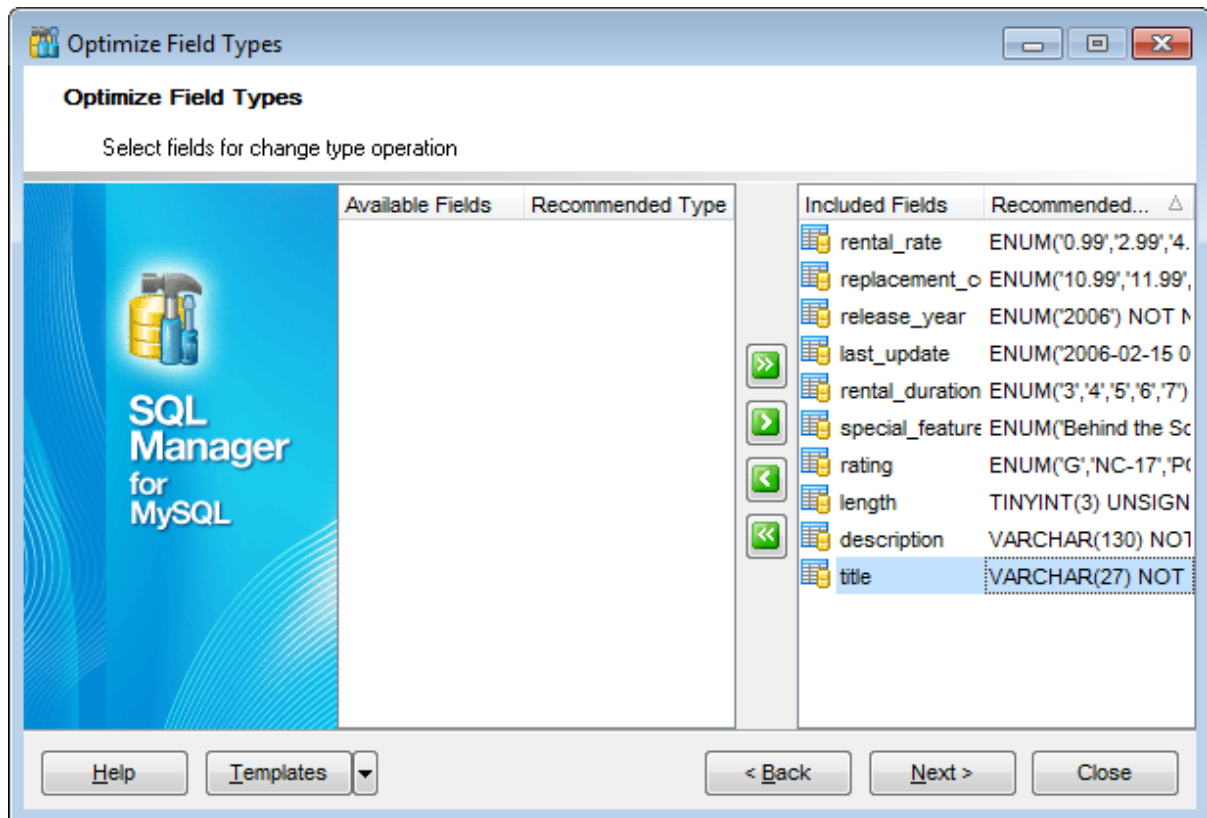 Optimize Field Types
Optimize Field Types
Select fields for change type operation
SQL
Manager
for
MySQL
Available Fields Recommended Type
Included Fields Recommended...
rental_rate ENUM('0.99','2.99','4.
replacement_c ENUM('10.99','11.99',
release_year ENUM('2006') NOT N
last_update ENUM('2006-02-15 0
rental_duration ENUM('3','4','5','6','7')
special_feature ENUM('Behind the Sc
rating ENUM('G','NC-17','P(
length TINYINT(3) UNSIGN
description VARCHAR(130) NOT
title VARCHAR(27) NOT
Help Templates < Back Next > Close